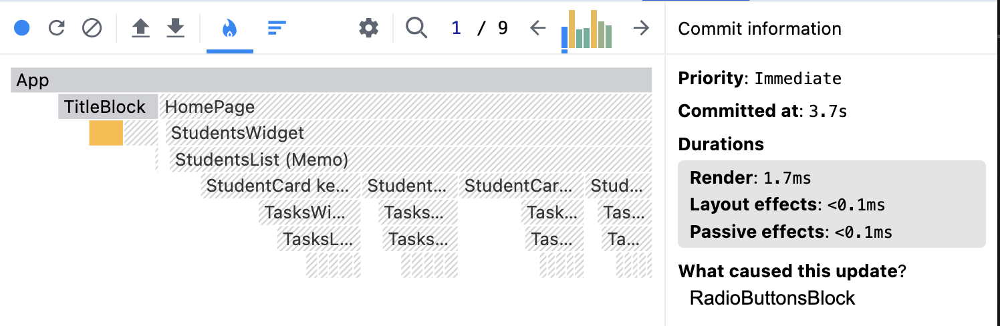 1 / 9
Commit information
App
TitleBlock HomePage
StudentsWidget
StudentsList (Memo)
StudentCard ke... Student... StudentCar... Stud...
TasksWi... Tasks... Task... Tas...
TasksL... Tasks... Tas... Ta...
Priority: Immediate
Committed at: 3.7s
Durations
Render: 1.7ms
Layout effects: <0.1ms
Passive effects: <0.1ms
What caused this update?
RadioButtonsBlock